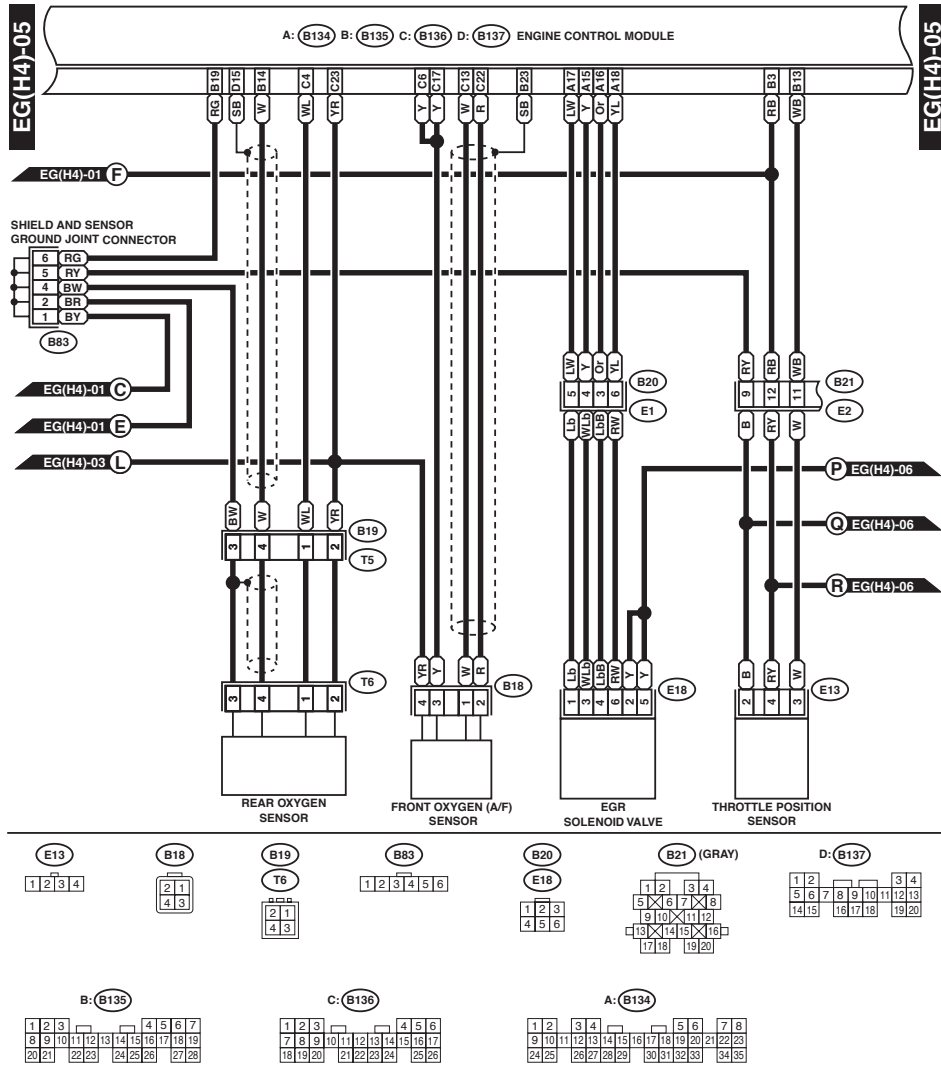 EG(H4)-05
EG(H4)-05
A: B134 B: B135 C: B136 D: B137 ENGINE CONTROL MODULE
B19 D15 B14 C4 C23 C6 C17 C13 C22 B23 A17 A15 A16 A18 B3 B13
RG SB W WL YR Y Y W R SB LW Y Or YL RB WB
EG(H4)-01 F
SHIELD AND SENSOR
GROUND JOINT CONNECTOR
6 RG
5 RY
4 BW
2 BR
1 BY
B83
LW Y Or YL RY RB WB
5 4 3 6 B20 9 12 11 B21
E1 E2
Lb WLb LbB RW B RY W
EG(H4)-01 C
EG(H4)-01 E
EG(H4)-03 L
P EG(H4)-06
Q EG(H4)-06
R EG(H4)-06
BW W WL YR
B19
3 4 1 2
T5
T6
3 4 1 2
YR Y W R
B18
4 3 1 2
Lb WLb LbB RW Y Y
E18
1 3 4 6 2 5
B RY W
E13
2 4 3
REAR OXYGEN
SENSOR
FRONT OXYGEN (A/F)
SENSOR
EGR
SOLENOID VALVE
THROTTLE POSITION
SENSOR
E13
1 2 3 4
B18
2 1
4 3
B19
T6
2 1
4 3
B83
1 2 3 4 5 6
B20
E18
1 2 3
4 5 6
B21 (GRAY)
1 2 3 4
5 6 7 8
9 10 11 12
13 14 15 16
17 18 19 20
D: B137
1 2 3 4
5 6 7 8 9 10 11 12 13
14 15 16 17 18 19 20
B: B135
1 2 3 4 5 6 7
8 9 10 11 12 13 14 15 16 17 18 19
20 21 22 23 24 25 26 27 28
C: B136
1 2 3 4 5 6
7 8 9 10 11 12 13 14 15 16 17
18 19 20 21 22 23 24 25 26
A: B134
1 2 3 4 5 6 7 8
9 10 11 12 13 14 15 16 17 18 19 20 21 22 23
24 25 26 27 28 29 30 31 32 33 34 35